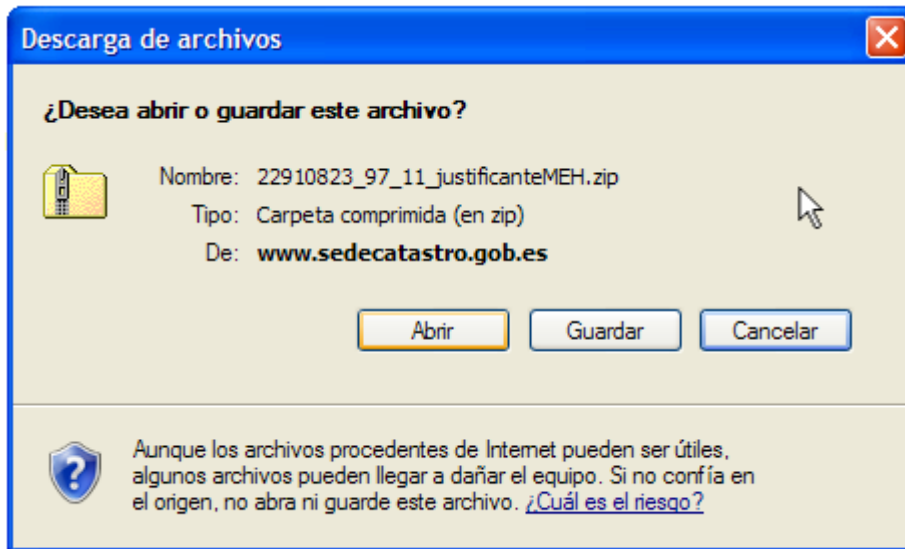 Descarga de archivos
¿Desea abrir o guardar este archivo?
Nombre: 22910823_97_11_justificanteMEH.zip
Tipo: Carpeta comprimida (en zip)
De: www.sedecatastro.gob.es
Abrir Guardar Cancelar
Aunque los archivos procedentes de Internet pueden ser útiles,
algunos archivos pueden llegar a dañar el equipo. Si no confía en
el origen, no abra ni guarde este archivo. ¿Cuál es el riesgo?